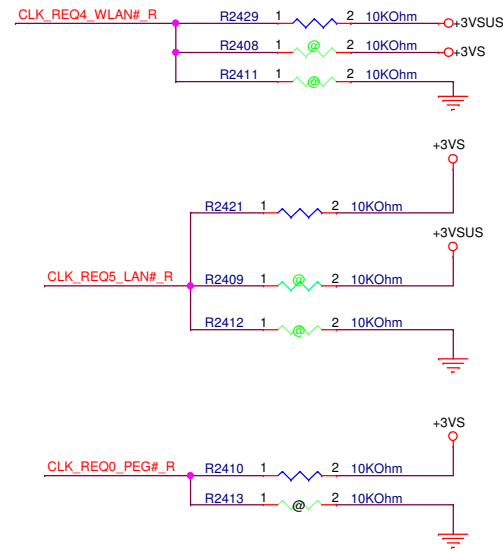 CLK_REQ4_WLAN#_R R2429 1 2 10KOhm +3VSUS
R2408 1 @ 2 10KOhm +3VS
R2411 1 @ 2 10KOhm
+3VS
R2421 1 2 10KOhm
+3VSUS
CLK_REQ5_LAN#_R R2409 1 @ 2 10KOhm
R2412 1 @ 2 10KOhm
+3VS
CLK_REQ0_PEG#_R R2410 1 2 10KOhm
R2413 1 @ 2 10KOhm